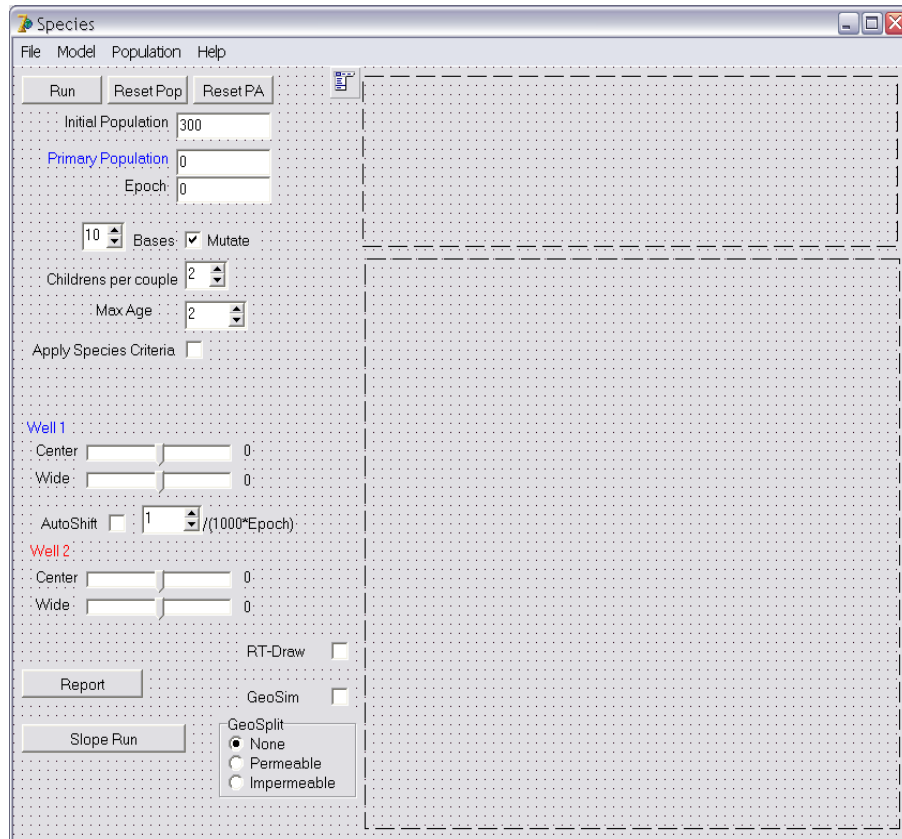 Species
File Model Population Help
Run Reset Pop Reset PA
Initial Population 300
Primary Population 0
Epoch 0
10 Bases Mutate
Childrens per couple 2
Max Age 2
Apply Species Criteria
Well 1
Center 0
Wide 0
AutoShift 1 /(1000*Epoch)
Well 2
Center 0
Wide 0
RT-Draw
Report
GeoSim
Slope Run
GeoSplit
None
Permeable
Impermeable